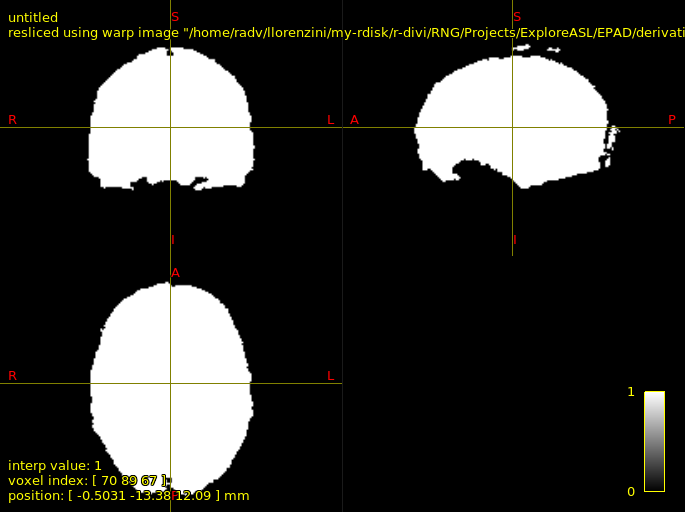 untitled
resliced using warp image "/home/radv/llorenzini/my-rdisk/r-divi/RNG/Projects/ExploreASL/EPAD/derivati
S
S
R
L
A
P
I
I
A
R
L
1
interp value: 1
voxel index: [ 70 89 67 ]
position: [ -0.5031 -13.38 12.09 ] mm
P
0